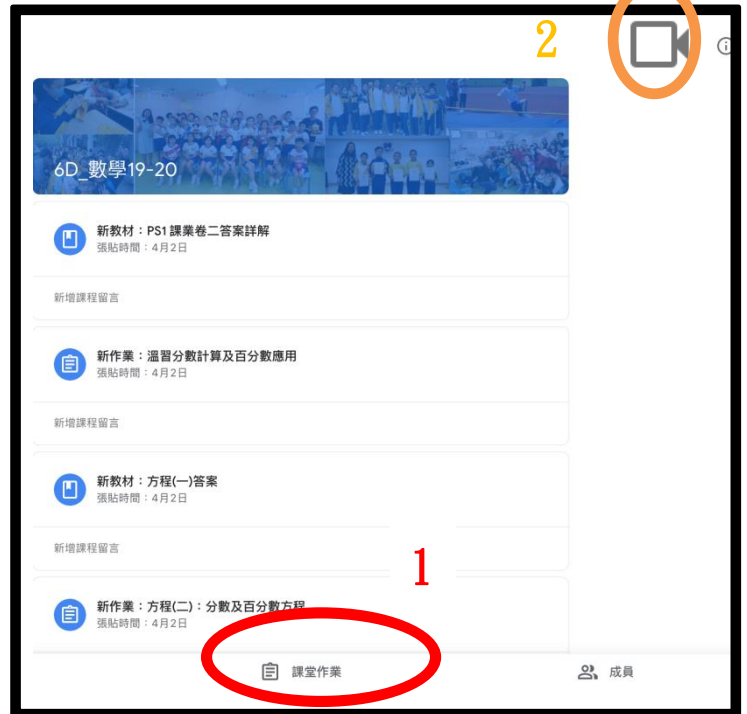 2
6D_數學19-20
新教材：PS1 課業卷二答案詳解
張貼時間：4月2日
新增課程留言
新作業：溫習分數計算及百分數應用
張貼時間：4月2日
新增課程留言
新教材：方程(一)答案
張貼時間：4月2日
新增課程留言
1
新作業：方程(二)：分數及百分數方程
張貼時間：4月2日
課堂作業
成員